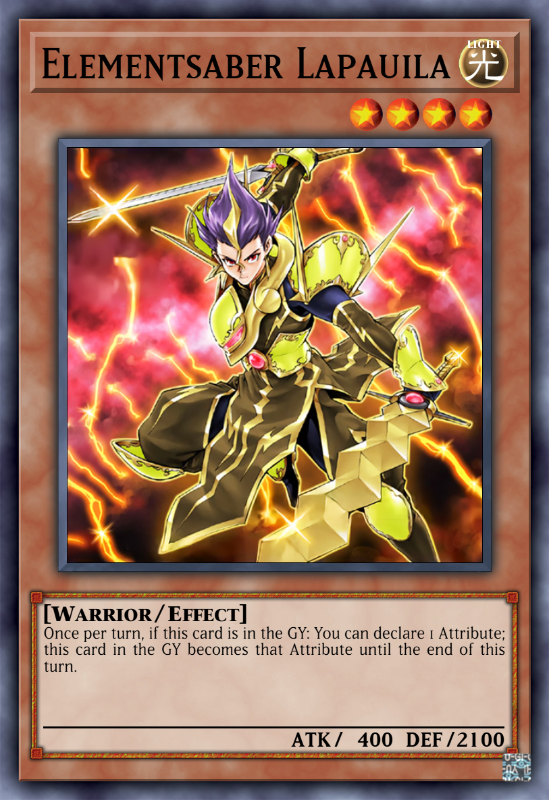 Elementsaber Lapauila
LIGHT
光
[Warrior/Effect]
Once per turn, if this card is in the GY: You can declare 1 Attribute;
this card in the GY becomes that Attribute until the end of this
turn.
ATK/ 400 DEF/2100